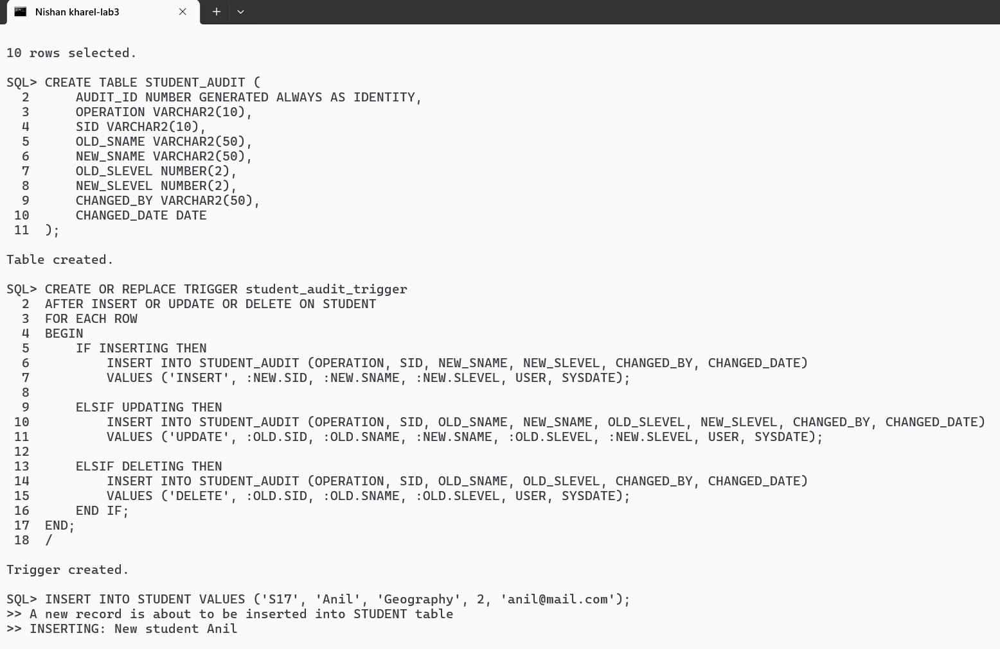 Nishan kharel-lab3
10 rows selected.
SQL> CREATE TABLE STUDENT_AUDIT (
  2      AUDIT_ID NUMBER GENERATED ALWAYS AS IDENTITY,
  3      OPERATION VARCHAR2(10),
  4      SID VARCHAR2(10),
  5      OLD_SNAME VARCHAR2(50),
  6      NEW_SNAME VARCHAR2(50),
  7      OLD_SLEVEL NUMBER(2),
  8      NEW_SLEVEL NUMBER(2),
  9      CHANGED_BY VARCHAR2(50),
 10      CHANGED_DATE DATE
 11  );
Table created.
SQL> CREATE OR REPLACE TRIGGER student_audit_trigger
  2  AFTER INSERT OR UPDATE OR DELETE ON STUDENT
  3  FOR EACH ROW
  4  BEGIN
  5      IF INSERTING THEN
  6          INSERT INTO STUDENT_AUDIT (OPERATION, SID, NEW_SNAME, NEW_SLEVEL, CHANGED_BY, CHANGED_DATE)
  7          VALUES ('INSERT', :NEW.SID, :NEW.SNAME, :NEW.SLEVEL, USER, SYSDATE);
  8
  9      ELSIF UPDATING THEN
 10          INSERT INTO STUDENT_AUDIT (OPERATION, SID, OLD_SNAME, NEW_SNAME, OLD_SLEVEL, NEW_SLEVEL, CHANGED_BY, CHANGED_DATE)
 11          VALUES ('UPDATE', :OLD.SID, :OLD.SNAME, :NEW.SNAME, :OLD.SLEVEL, :NEW.SLEVEL, USER, SYSDATE);
 12
 13      ELSIF DELETING THEN
 14          INSERT INTO STUDENT_AUDIT (OPERATION, SID, OLD_SNAME, OLD_SLEVEL, CHANGED_BY, CHANGED_DATE)
 15          VALUES ('DELETE', :OLD.SID, :OLD.SNAME, :OLD.SLEVEL, USER, SYSDATE);
 16      END IF;
 17  END;
 18  /
Trigger created.
SQL> INSERT INTO STUDENT VALUES ('S17', 'Anil', 'Geography', 2, 'anil@mail.com');
>> A new record is about to be inserted into STUDENT table
>> INSERTING: New student Anil